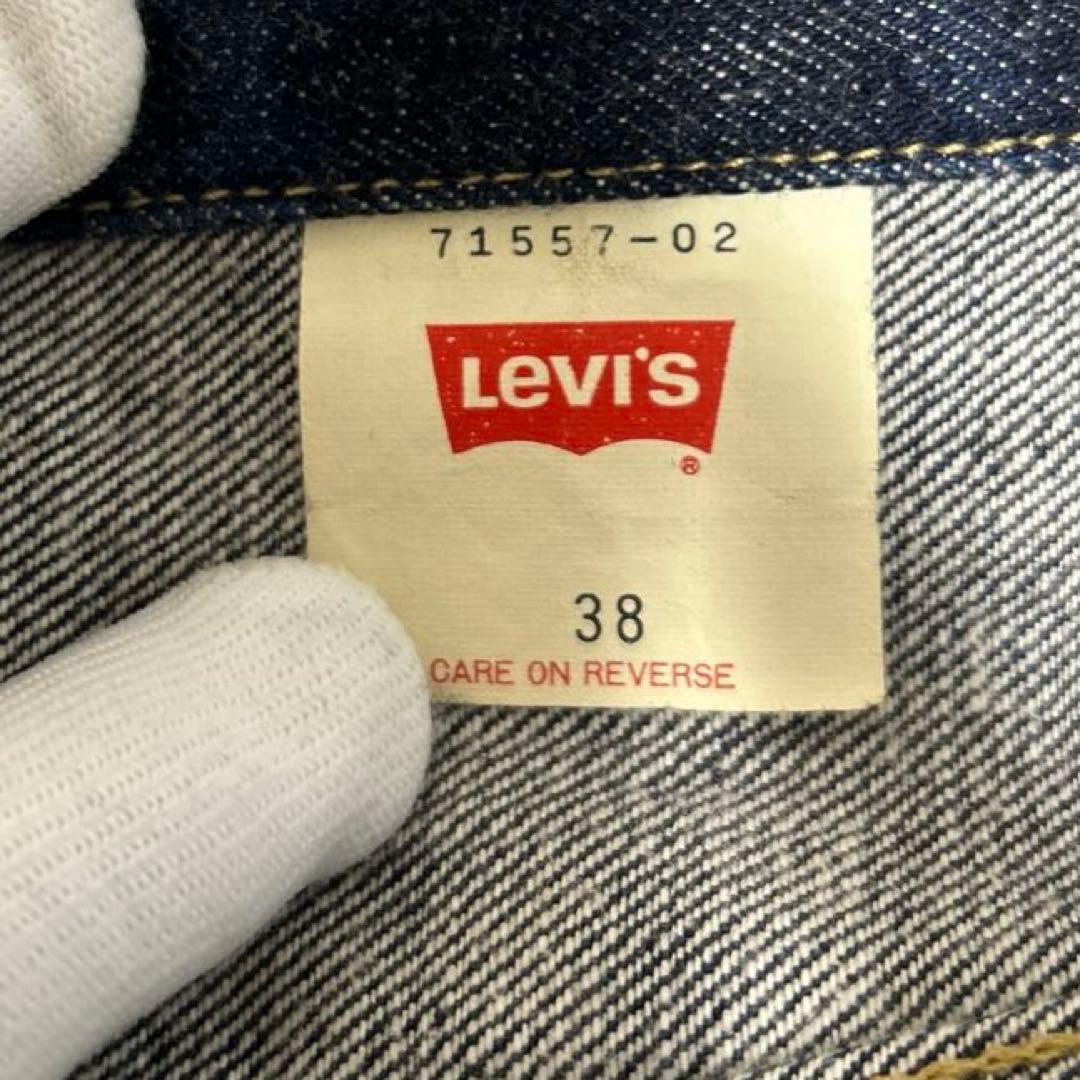 71557-02
LEVI'S
®
38
CARE ON REVERSE